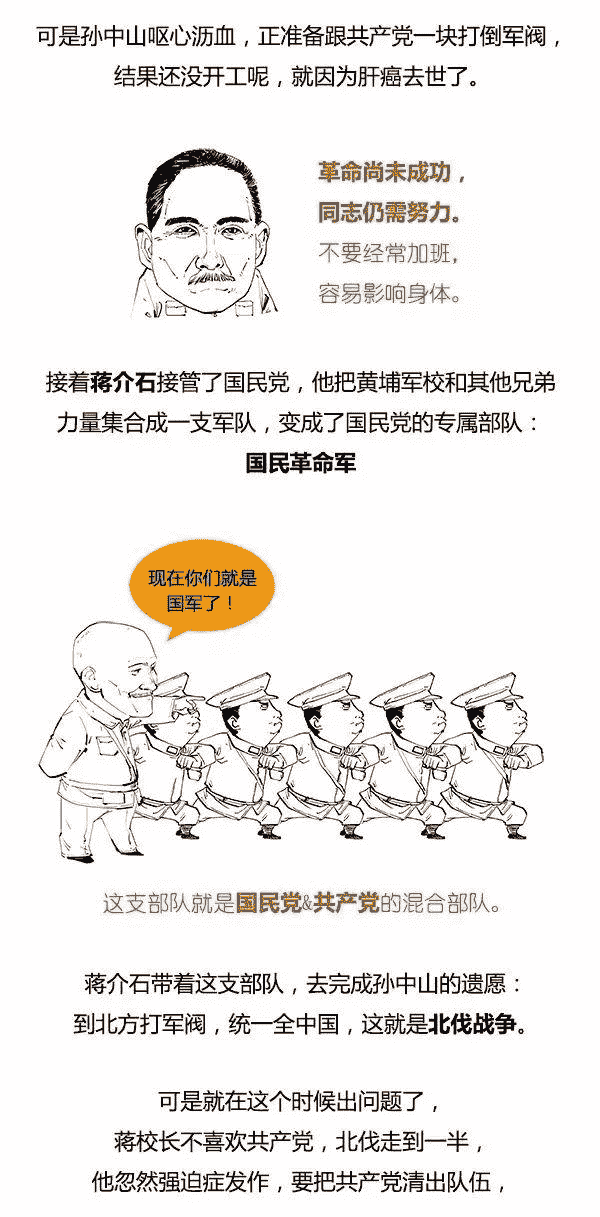 可是孙中山呕心沥血，正准备跟共产党一块打倒军阀，
结果还没开工呢，就因为肝癌去世了。
革命尚未成功，
同志仍需努力。
不要经常加班，
容易影响身体。
接着蒋介石接管了国民党，他把黄埔军校和其他兄弟
力量集合成一支军队，变成了国民党的专属部队：
国民革命军
现在你们就是
国军了！
这支部队就是国民党&共产党的混合部队。
蒋介石带着这支部队，去完成孙中山的遗愿：
到北方打军阀，统一全中国，这就是北伐战争。
可是就在这个时候出问题了，
蒋校长不喜欢共产党，北伐走到一半，
他忽然强迫症发作，要把共产党清出队伍，